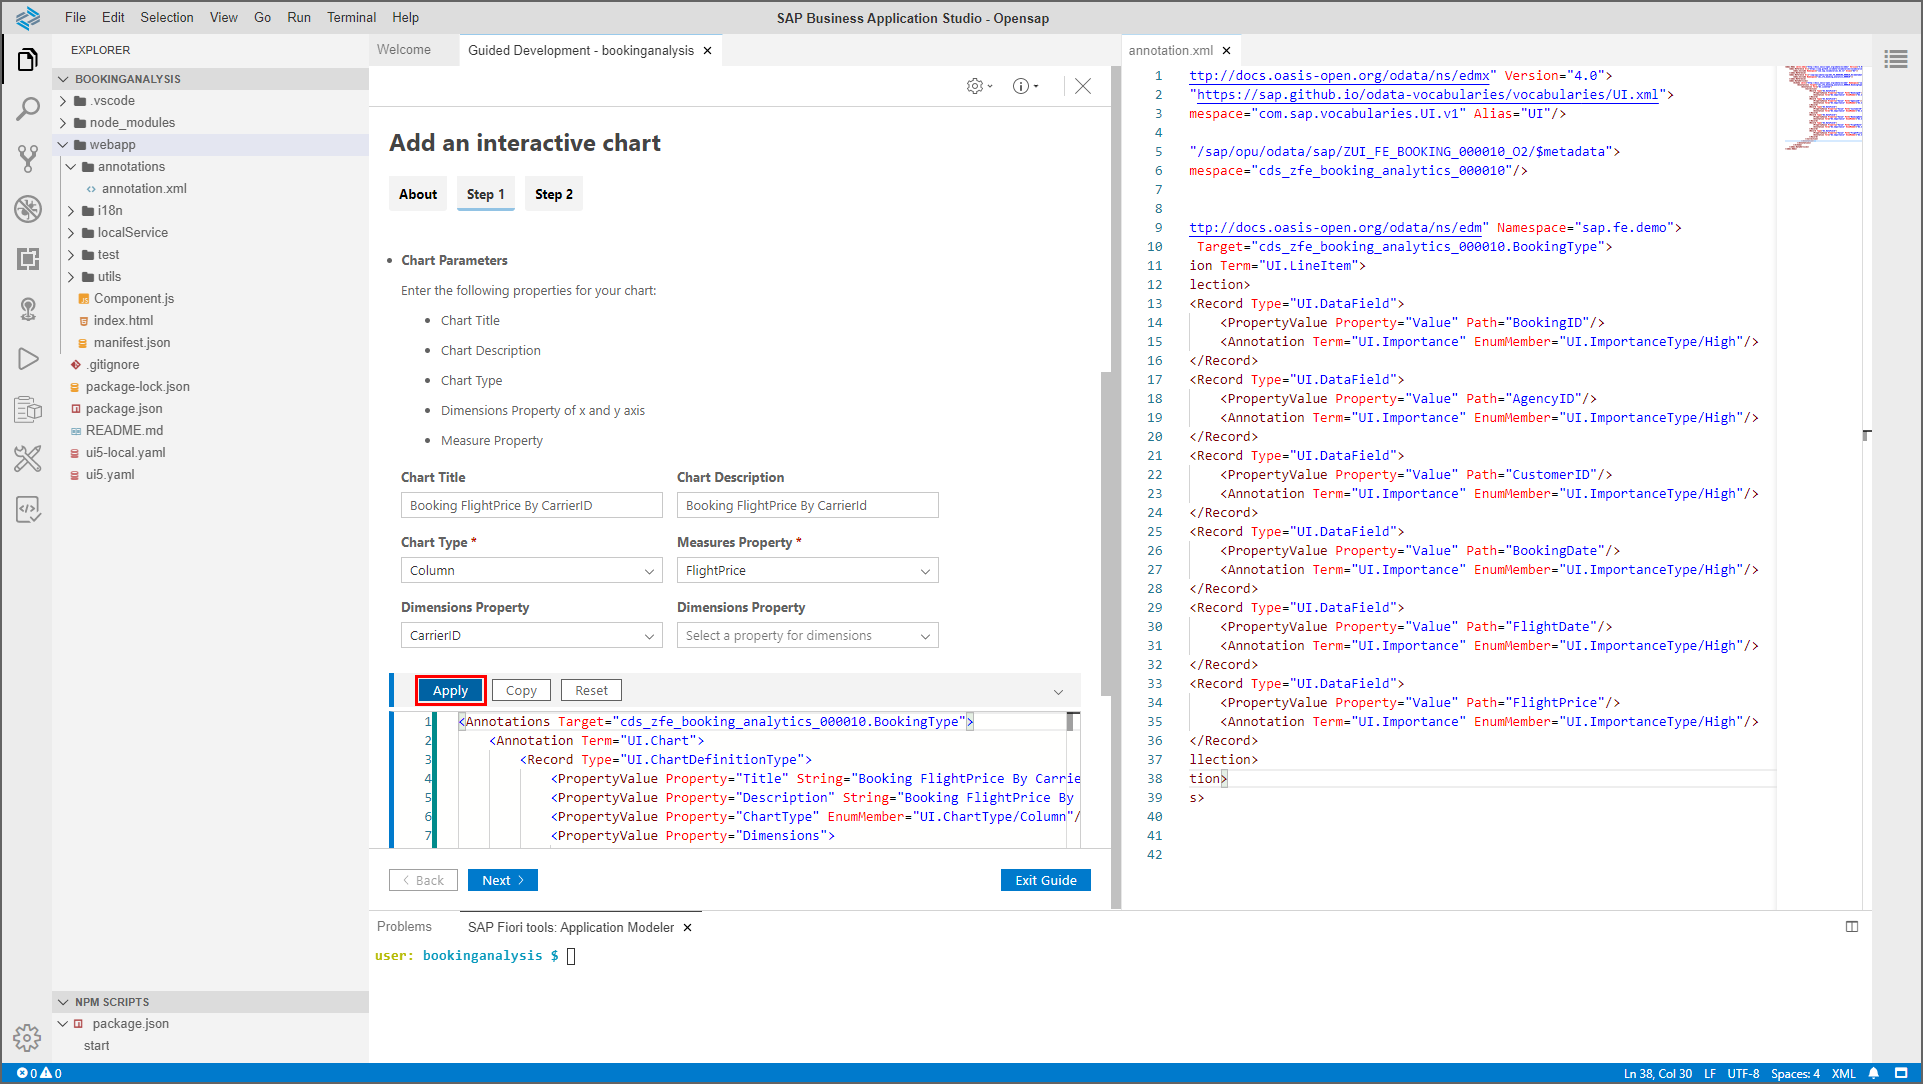 File Edit Selection View Go Run Terminal Help
SAP Business Application Studio - Opensap
EXPLORER
BOOKINGANALYSIS
.vscode
node_modules
webapp
annotations
annotation.xml
i18n
localService
test
utils
Component.js
index.html
manifest.json
.gitignore
package-lock.json
package.json
README.md
ui5-local.yaml
ui5.yaml
NPM SCRIPTS
package.json
start
Welcome
Guided Development - bookinganalysis ×
Add an interactive chart
About Step 1 Step 2
• Chart Parameters
Enter the following properties for your chart:
• Chart Title
• Chart Description
• Chart Type
• Dimensions Property of x and y axis
• Measure Property
Chart Title Chart Description
Booking FlightPrice By CarrierID Booking FlightPrice By CarrierId
Chart Type * Measures Property *
Column FlightPrice
Dimensions Property Dimensions Property
CarrierID Select a property for dimensions
Apply Copy Reset
1 <Annotations Target="cds_zfe_booking_analytics_000010.BookingType">
2 <Annotation Term="UI.Chart">
3 <Record Type="UI.ChartDefinitionType">
4 <PropertyValue Property="Title" String="Booking FlightPrice By Carrie
5 <PropertyValue Property="Description" String="Booking FlightPrice By
6 <PropertyValue Property="ChartType" EnumMember="UI.ChartType/Column"/
7 <PropertyValue Property="Dimensions">
< Back Next > Exit Guide
annotation.xml ×
1 ttp://docs.oasis-open.org/odata/ns/edmx" Version="4.0">
2 "https://sap.github.io/odata-vocabularies/vocabularies/UI.xml">
3 mespace="com.sap.vocabularies.UI.v1" Alias="UI"/>
4
5 "/sap/opu/odata/sap/ZUI_FE_BOOKING_000010_O2/$metadata">
6 mespace="cds_zfe_booking_analytics_000010"/>
7
8
9 ttp://docs.oasis-open.org/odata/ns/edm" Namespace="sap.fe.demo">
10 Target="cds_zfe_booking_analytics_000010.BookingType">
11 ion Term="UI.LineItem">
12 lection>
13 <Record Type="UI.DataField">
14 <PropertyValue Property="Value" Path="BookingID"/>
15 <Annotation Term="UI.Importance" EnumMember="UI.ImportanceType/High"/>
16 </Record>
17 <Record Type="UI.DataField">
18 <PropertyValue Property="Value" Path="AgencyID"/>
19 <Annotation Term="UI.Importance" EnumMember="UI.ImportanceType/High"/>
20 </Record>
21 <Record Type="UI.DataField">
22 <PropertyValue Property="Value" Path="CustomerID"/>
23 <Annotation Term="UI.Importance" EnumMember="UI.ImportanceType/High"/>
24 </Record>
25 <Record Type="UI.DataField">
26 <PropertyValue Property="Value" Path="BookingDate"/>
27 <Annotation Term="UI.Importance" EnumMember="UI.ImportanceType/High"/>
28 </Record>
29 <Record Type="UI.DataField">
30 <PropertyValue Property="Value" Path="FlightDate"/>
31 <Annotation Term="UI.Importance" EnumMember="UI.ImportanceType/High"/>
32 </Record>
33 <Record Type="UI.DataField">
34 <PropertyValue Property="Value" Path="FlightPrice"/>
35 <Annotation Term="UI.Importance" EnumMember="UI.ImportanceType/High"/>
36 </Record>
37 llection>
38 tion>
39 s>
40
41
42
Problems SAP Fiori tools: Application Modeler ×
user: bookinganalysis $
0 0
Ln 38, Col 30 LF UTF-8 Spaces: 4 XML